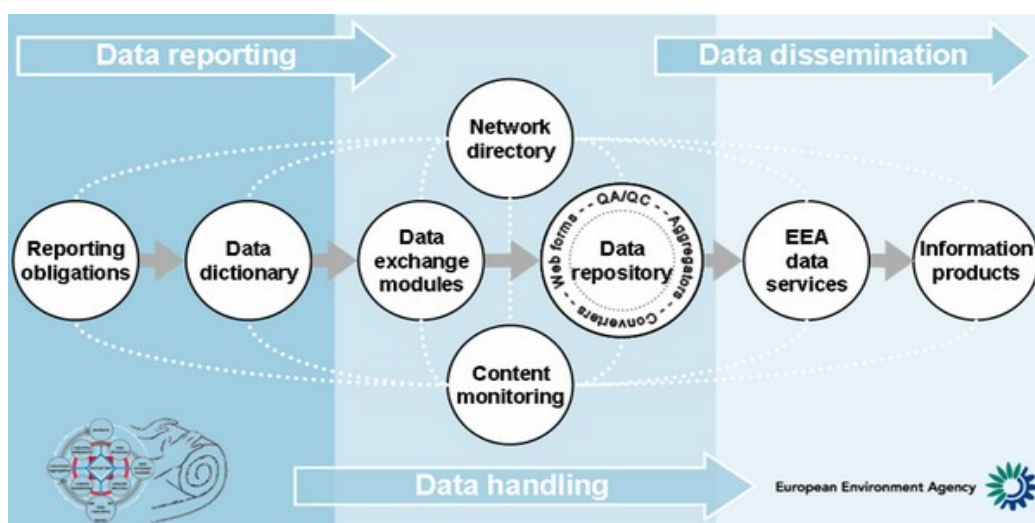 Data reporting
Data dissemination
Network
directory
Reporting
obligations
Data
dictionary
Data
exchange
modules
Web forms - - QA/QC - - Aggregators - Converters -
Data
repository
EEA
data
services
Information
products
Content
monitoring
Data handling
European Environment Agency